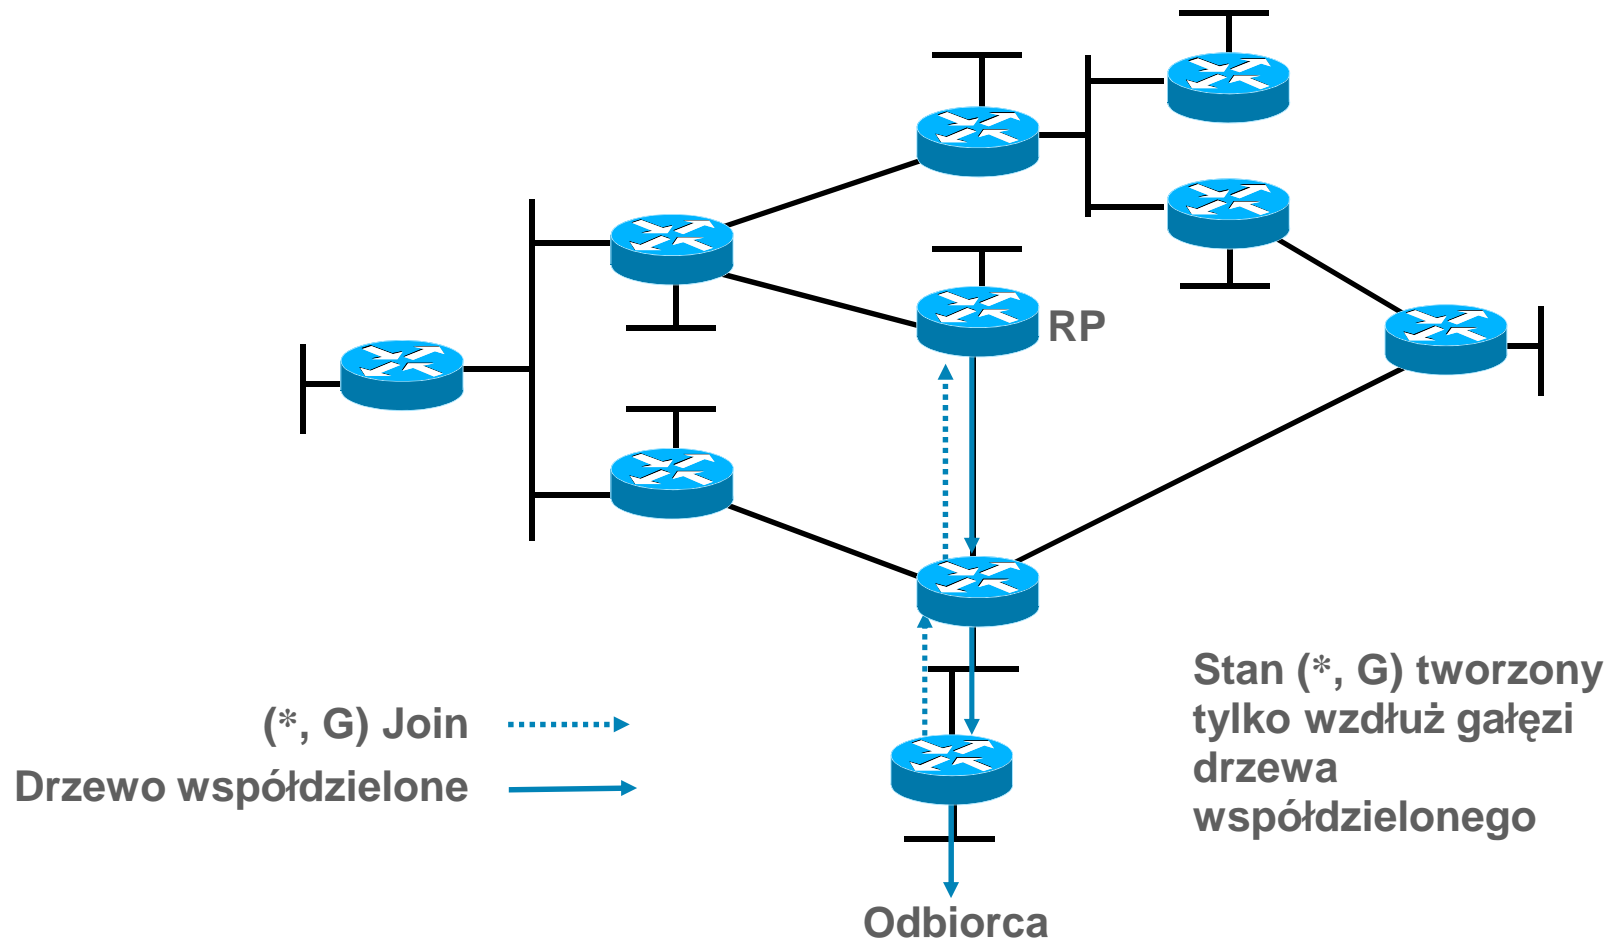 RP
(*, G) Join
Drzewo współdzielone
Stan (*, G) tworzony
tylko wzdłuż gałęzi
drzewa
współdzielonego
Odbiorca